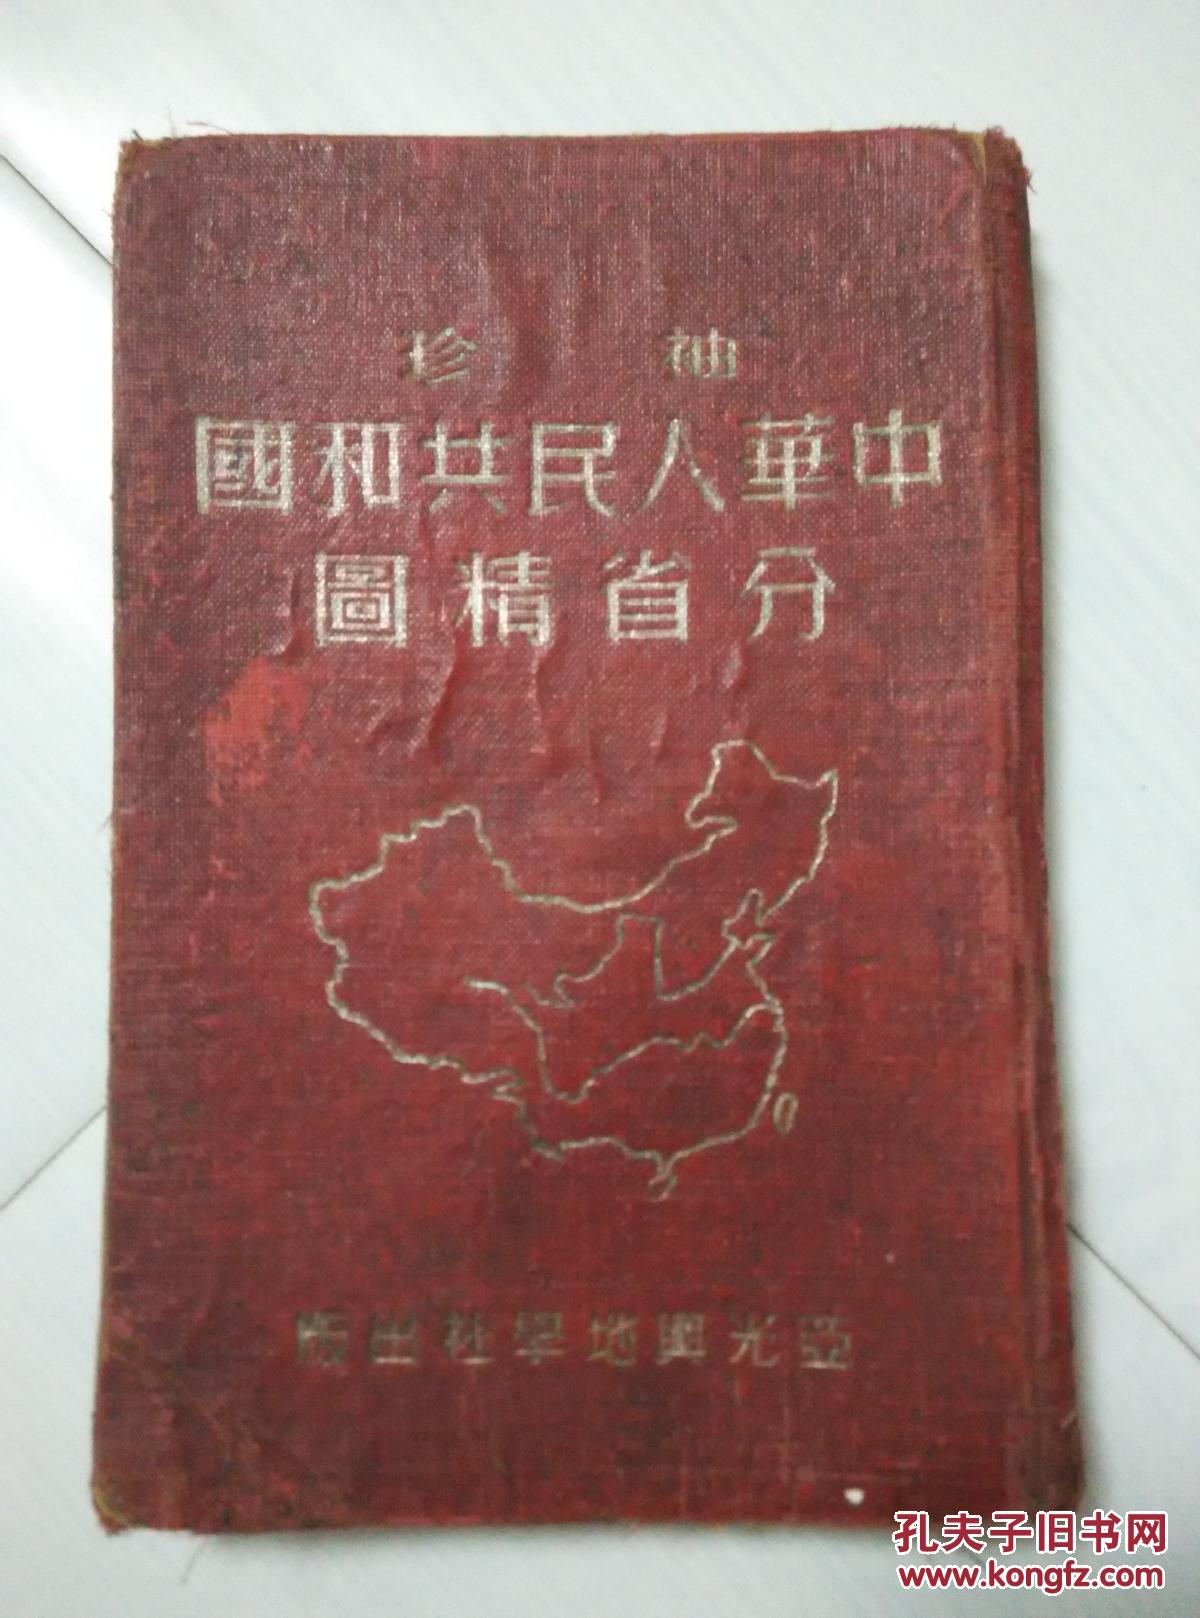 袖珍
中華人民共和國
分省精圖
亞光輿地學社出版
孔夫子旧书网
www.kongfz.com